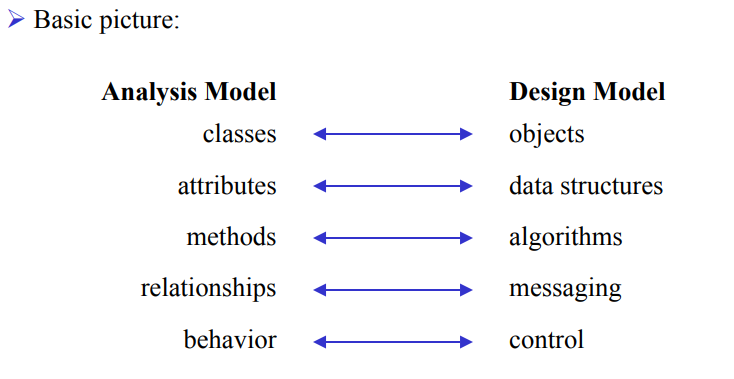 Basic picture:
Analysis Model Design Model
classes objects
attributes data structures
methods algorithms
relationships messaging
behavior control